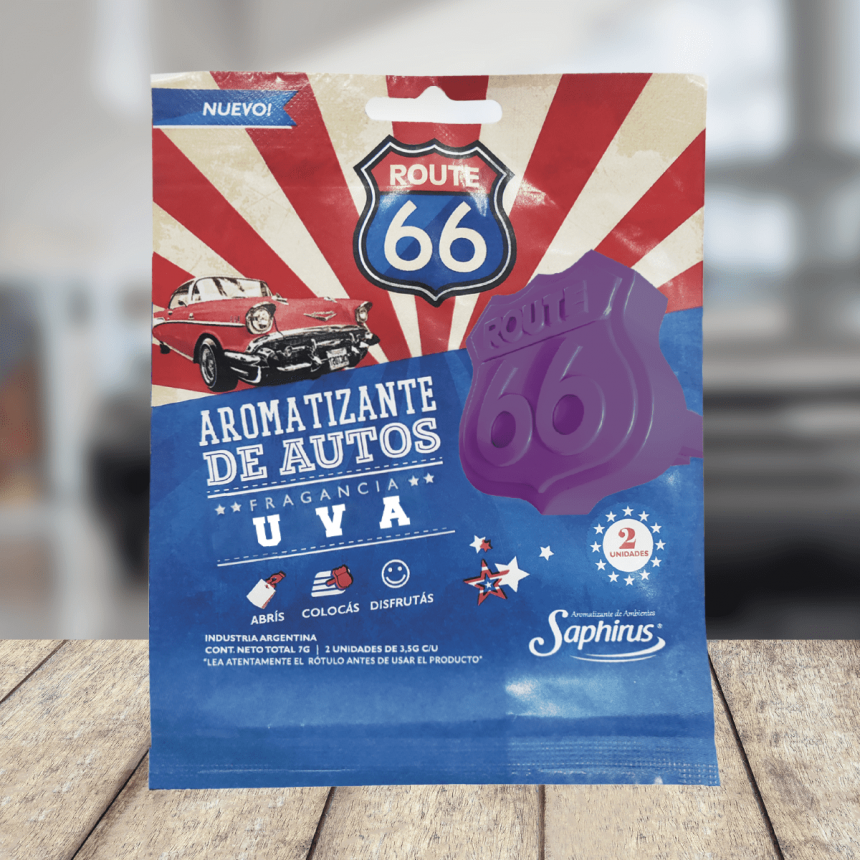 NUEVO!
ROUTE
66
ROUTE
66
AROMATIZANTE
DE AUTOS
FRAGANCIA
UVA
2
UNIDADES
ABRÍS
COLOCÁS
DISFRUTÁS
INDUSTRIA ARGENTINA
CONT. NETO TOTAL 7G | 2 UNIDADES DE 3,5G C/U
"LEA ATENTAMENTE EL RÓTULO ANTES DE USAR EL PRODUCTO"
Aromatizante de Ambientes
Saphirus®